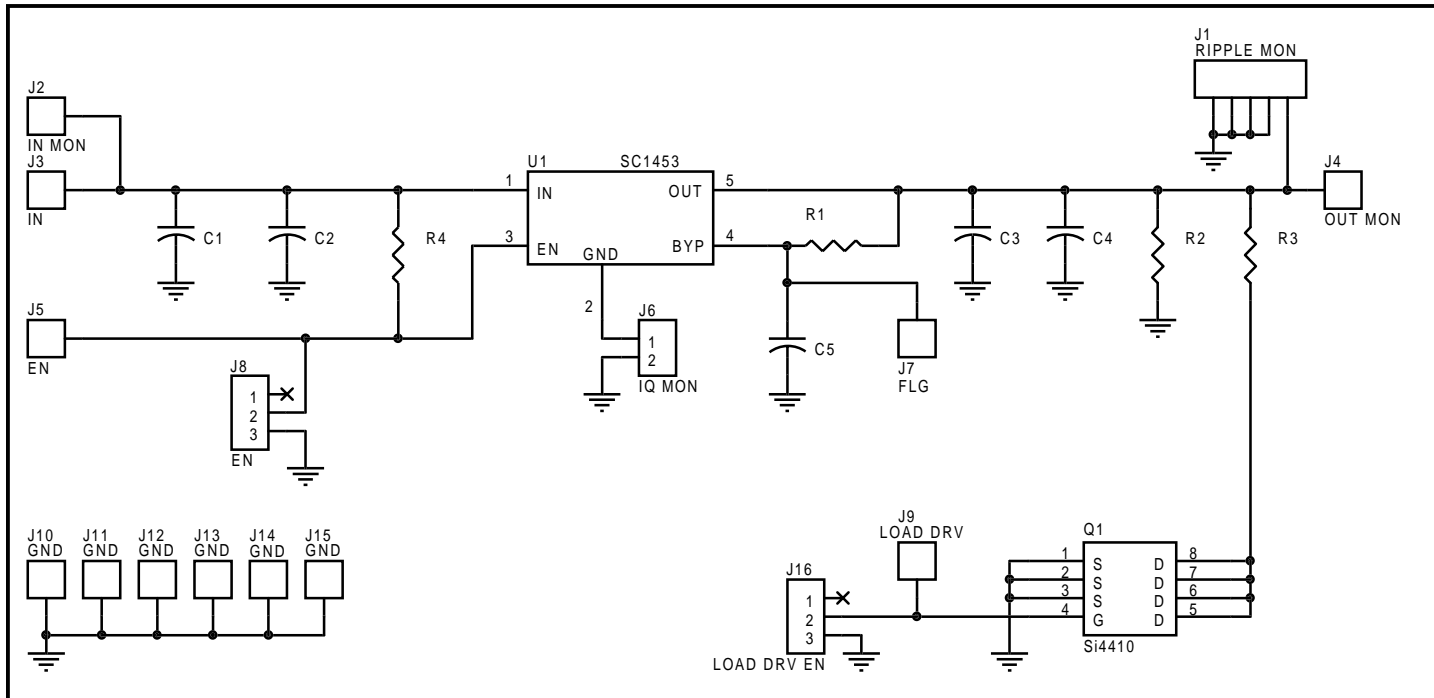 J1
RIPPLE MON
J2
IN MON
J3
IN
U1 SC1453
1 IN OUT 5
3 EN BYP 4
GND
2
J4
OUT MON
C1
C2
R4
R1
C3
C4
R2
R3
J5
EN
J6
1
2
IQ MON
C5
J7
FLG
J8
1
2
3
EN
J10
GND
J11
GND
J12
GND
J13
GND
J14
GND
J15
GND
J9
LOAD DRV
J16
1
2
3
LOAD DRV EN
Q1
1 S D 8
2 S D 7
3 S D 6
4 G D 5
Si4410